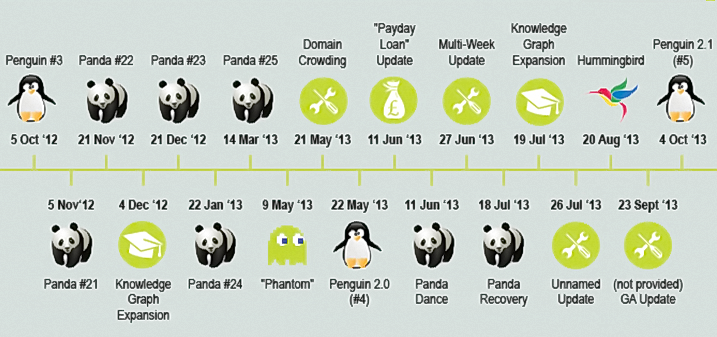 Penguin #3
5 Oct '12
Panda #22
21 Nov '12
Panda #23
21 Dec '12
Panda #25
14 Mar '13
Domain
Crowding
21 May '13
"Payday
Loan"
Update
£
11 Jun '13
Multi-Week
Update
27 Jun '13
Knowledge
Graph
Expansion
19 Jul '13
Hummingbird
20 Aug '13
Penguin 2.1
(#5)
4 Oct '13
5 Nov'12
Panda #21
4 Dec '12
Knowledge
Graph
Expansion
22 Jan '13
Panda #24
9 May '13
"Phantom"
22 May '13
Penguin 2.0
(#4)
11 Jun '13
Panda
Dance
18 Jul '13
Panda
Recovery
26 Jul '13
Unnamed
Update
23 Sept '13
(not provided)
GA Update